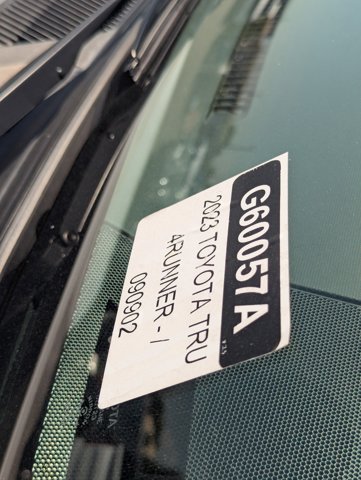 G60057A
2023 TOYOTA TRU
4RUNNER - /
090902